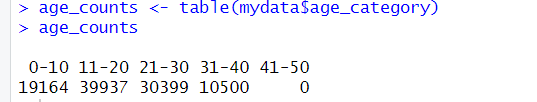 > age_counts <- table(mydata$age_category)
> age_counts
0-10 11-20 21-30 31-40 41-50
19164 39937 30399 10500 0